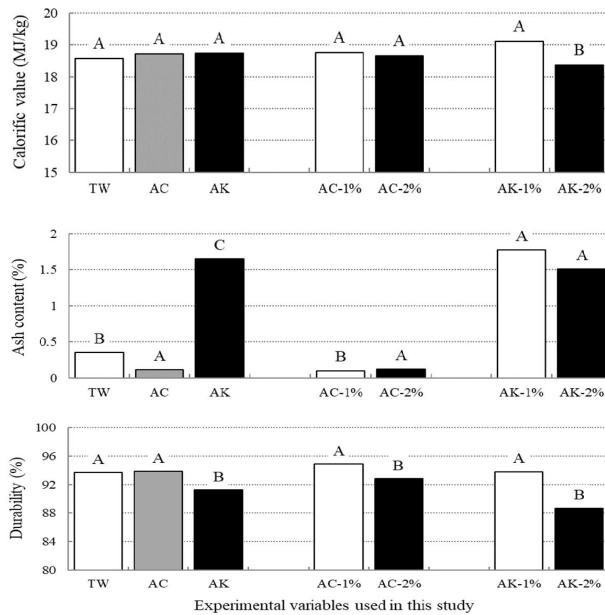 Calorific value (MJ/kg)
20
19
18
17
16
15
A
A
A
A
A
A
B
TW
AC
AK
AC-1%
AC-2%
AK-1%
AK-2%
Ash content (%)
2
1.5
1
0.5
0
B
A
C
B
A
A
A
TW
AC
AK
AC-1%
AC-2%
AK-1%
AK-2%
Durability (%)
100
96
92
88
84
80
A
A
B
A
B
A
B
TW
AC
AK
AC-1%
AC-2%
AK-1%
AK-2%
Experimental variables used in this study